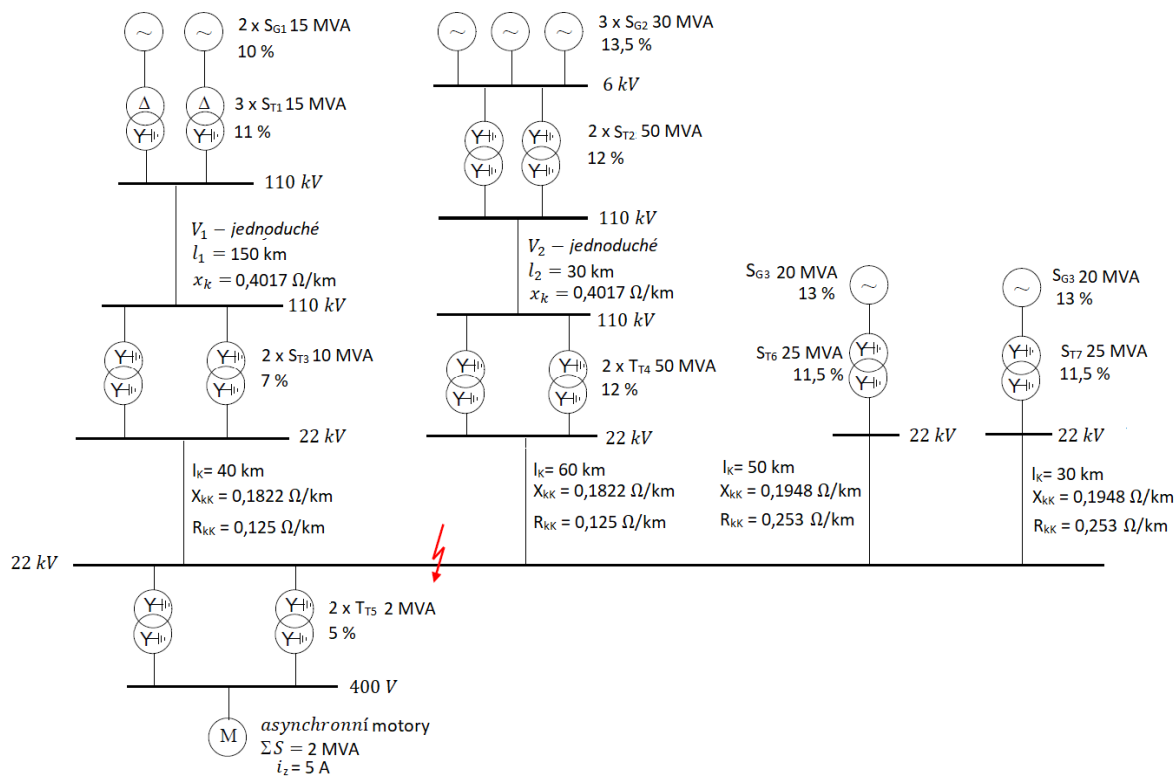 2 x SG1 15 MVA
10 %
Δ
Δ
3 x ST1 15 MVA
11 %
Y
Y
110 kV
V1 − jednoduché
l1 = 150 km
xk = 0,4017 Ω/km
110 kV
Y
Y
2 x ST3 10 MVA
7 %
Y
Y
22 kV
IK= 40 km
XkK = 0,1822 Ω/km
RkK = 0,125 Ω/km
3 x SG2 30 MVA
13,5 %
6 kV
Y
Y
2 x ST2 50 MVA
12 %
Y
Y
110 kV
V2 − jednoduché
l2 = 30 km
xk = 0,4017 Ω/km
110 kV
Y
Y
2 x TT4 50 MVA
12 %
Y
Y
22 kV
IK= 60 km
XkK = 0,1822 Ω/km
RkK = 0,125 Ω/km
SG3 20 MVA
13 %
ST6 25 MVA
11,5 %
Y
Y
22 kV
IK= 50 km
XkK = 0,1948 Ω/km
RkK = 0,253 Ω/km
SG3 20 MVA
13 %
ST7 25 MVA
11,5 %
Y
Y
22 kV
IK= 30 km
XkK = 0,1948 Ω/km
RkK = 0,253 Ω/km
22 kV
Y
Y
2 x TT5 2 MVA
5 %
Y
Y
400 V
M
asynchronní motory
ΣS = 2 MVA
iz = 5 A